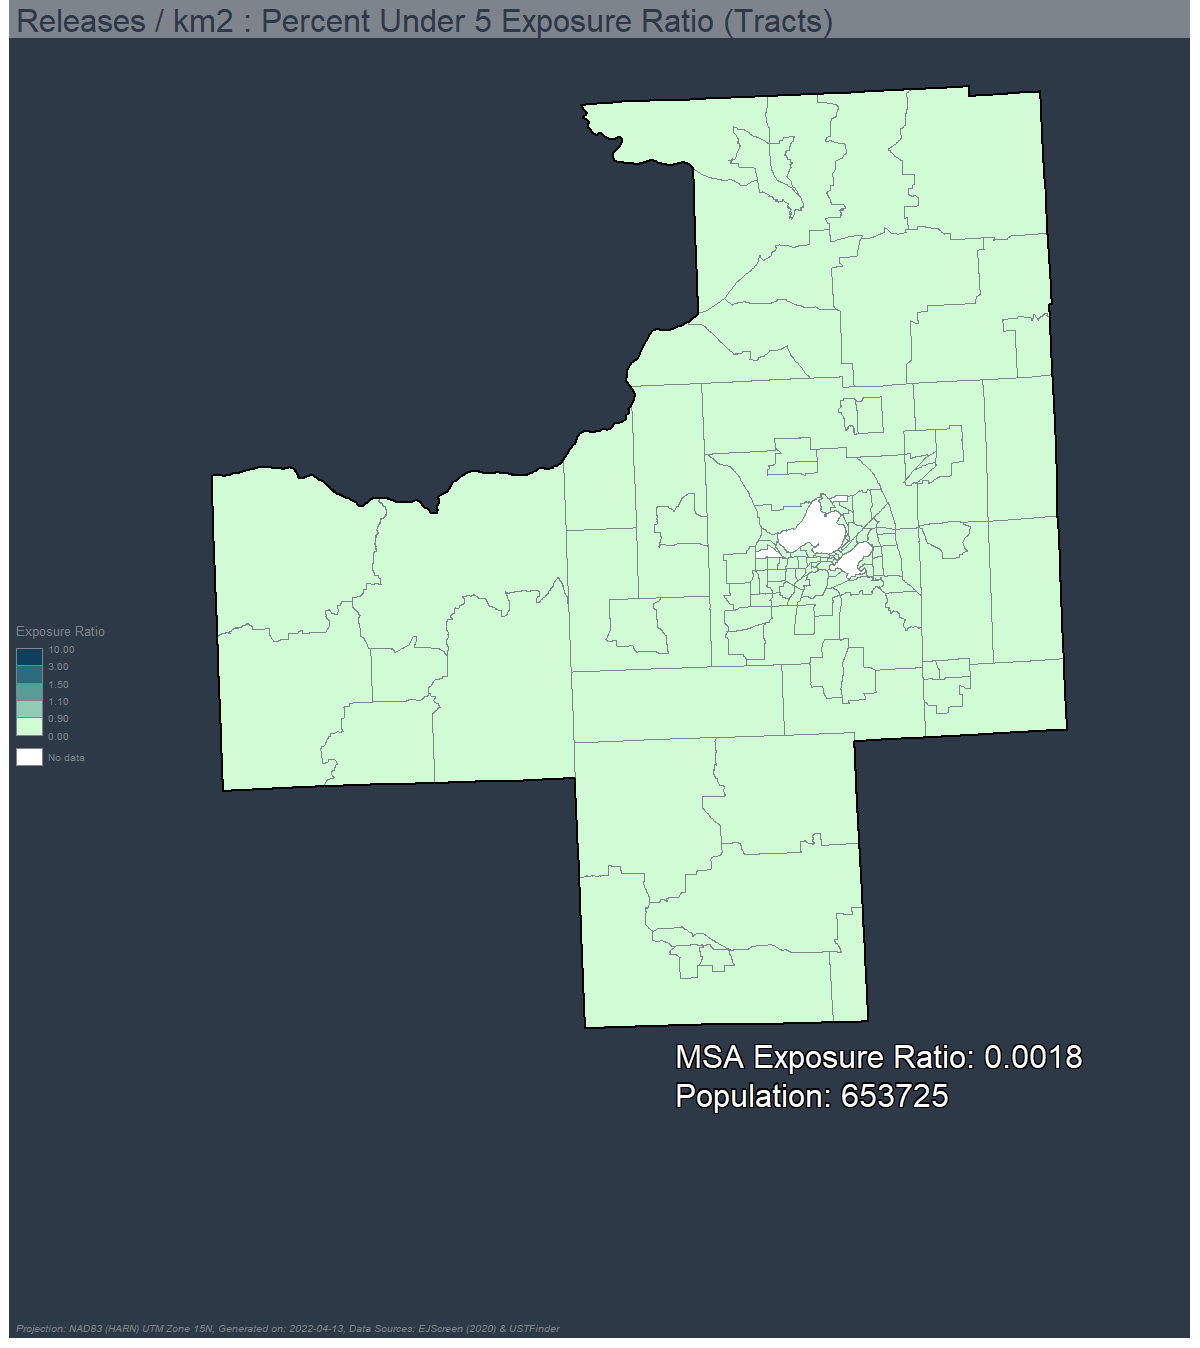 Releases / km2 : Percent Under 5 Exposure Ratio (Tracts)
Exposure Ratio
10.00
3.00
1.50
1.10
0.90
0.00
No data
MSA Exposure Ratio: 0.0018
Population: 653725
Projection: NAD83 (HARN) UTM Zone 15N, Generated on: 2022-04-13, Data Sources: EJScreen (2020) & USTFinder